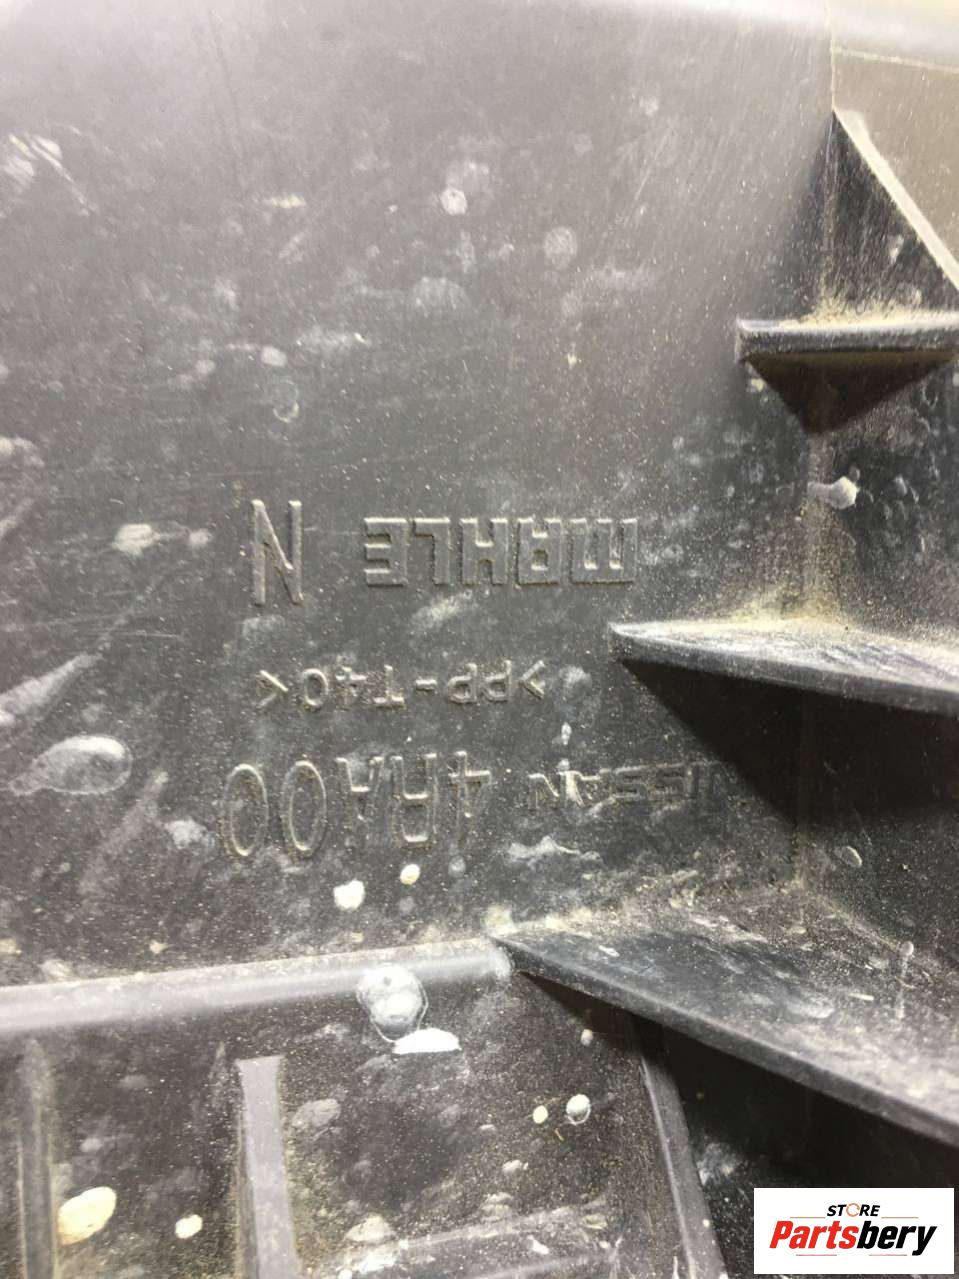 NISSAN 4RA00
>PP-T40<
MAHLE N
STORE
Partsbery